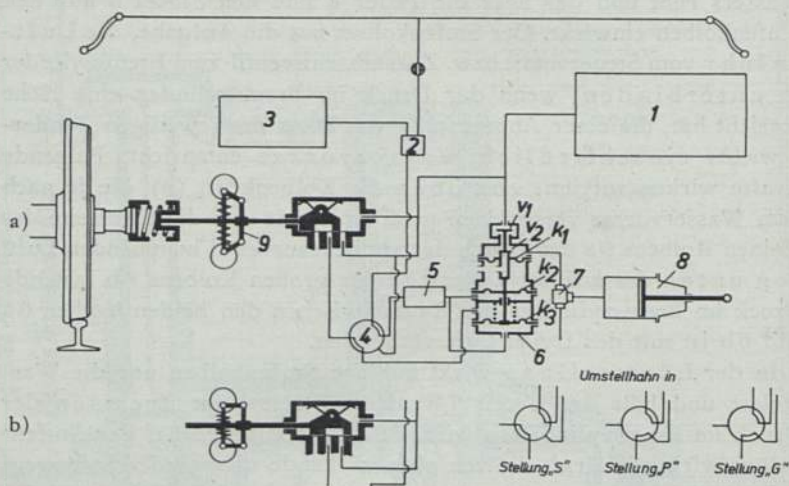 1
3
2
v₁
v₂
k₁
a)
9
5
k₂
7
8
k₃
4
6
Umstellhahn in
b)
Stellung„S" Stellung„P" Stellung„G"